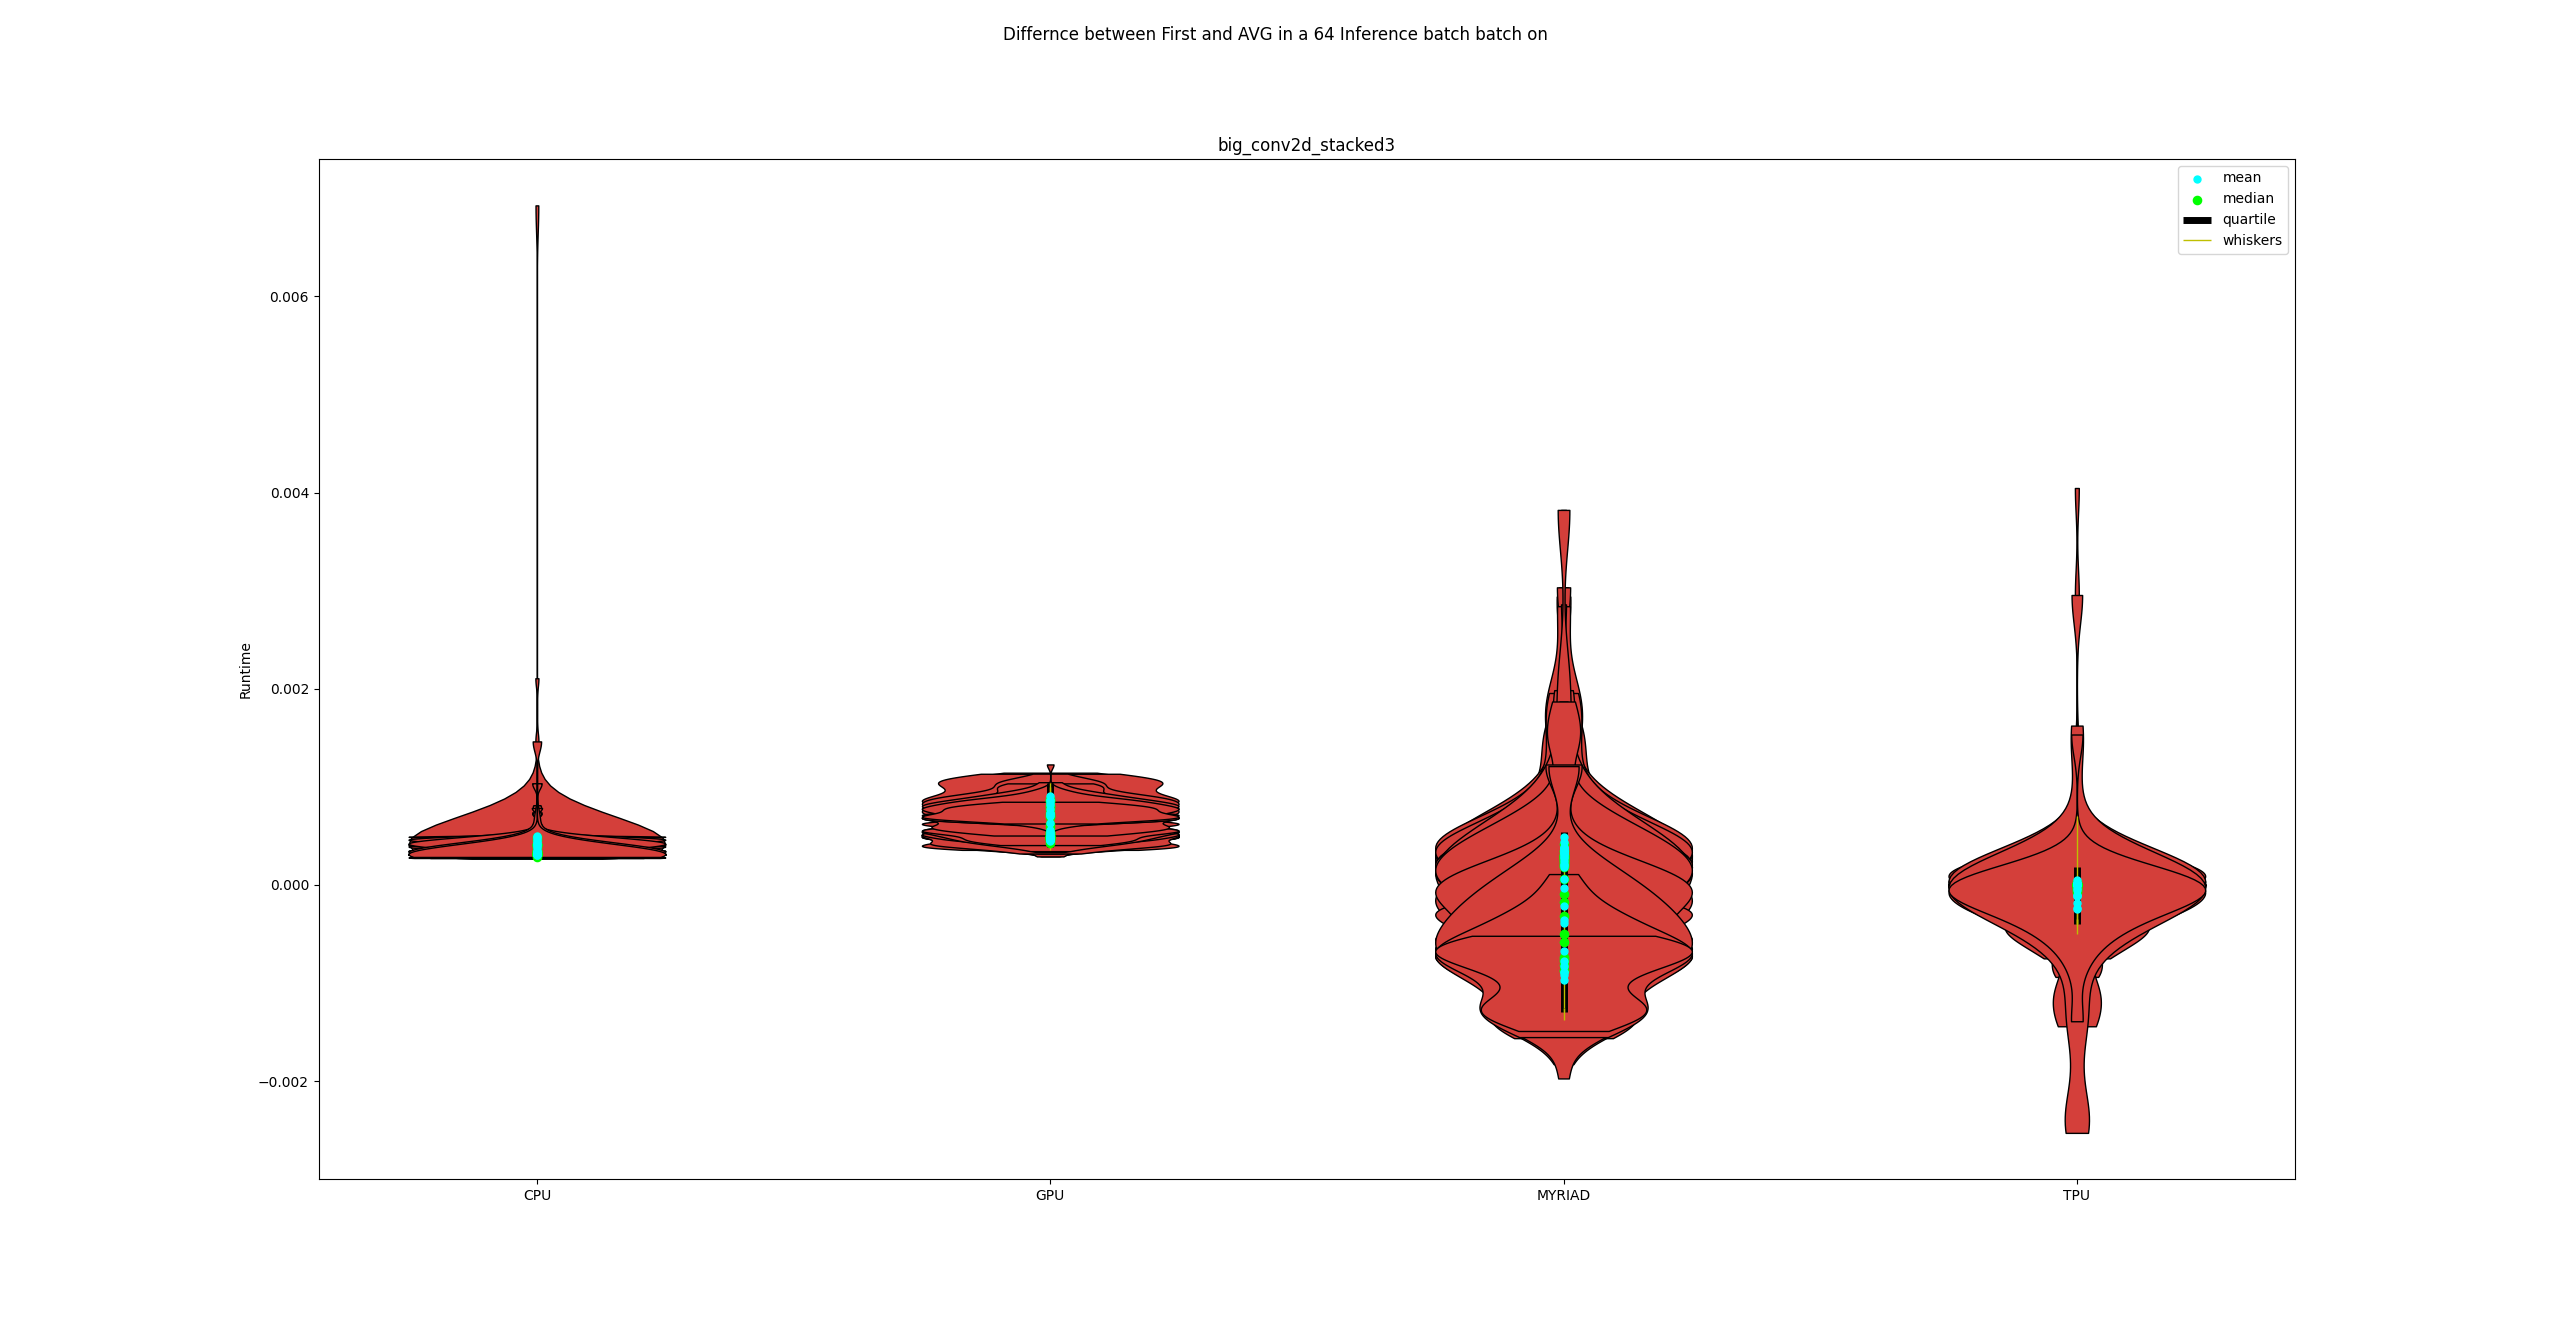 Differnce between First and AVG in a 64 Inference batch batch on
big_conv2d_stacked3
mean
median
quartile
whiskers
0.006
0.004
0.002
0.000
−0.002
Runtime
CPU
GPU
MYRIAD
TPU